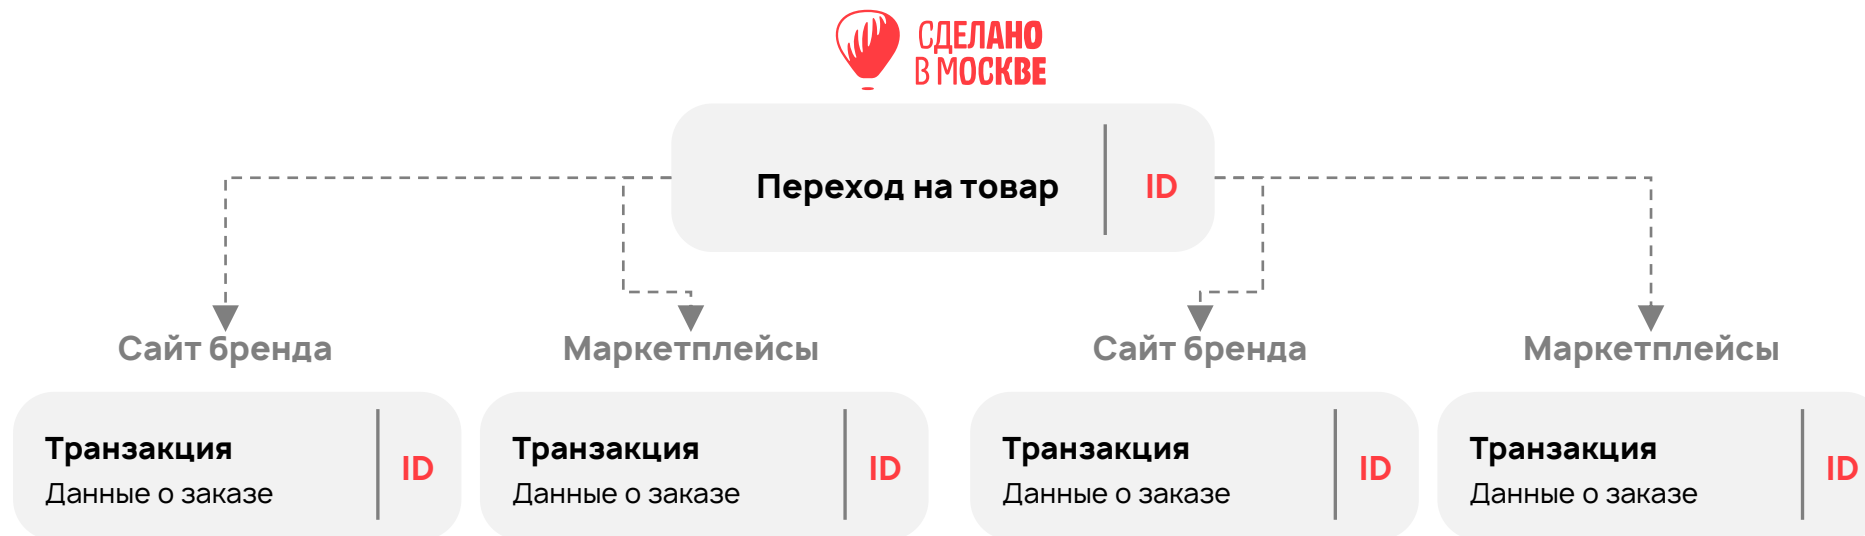 СДЕЛАНО
В МОСКВЕ
Переход на товар
ID
Сайт бренда
Маркетплейсы
Сайт бренда
Маркетплейсы
Транзакция
Данные о заказе
ID
Транзакция
Данные о заказе
ID
Транзакция
Данные о заказе
ID
Транзакция
Данные о заказе
ID